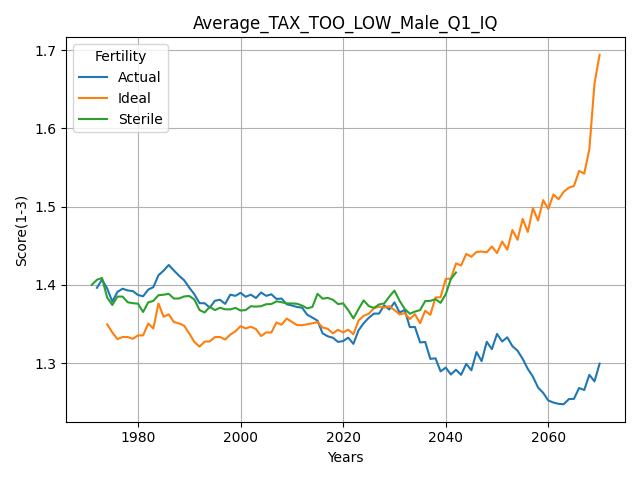 Average_TAX_TOO_LOW_Male_Q1_IQ
Fertility
Actual
Ideal
Sterile
Score(1-3)
1.7
1.6
1.5
1.4
1.3
1980
2000
2020
2040
2060
Years